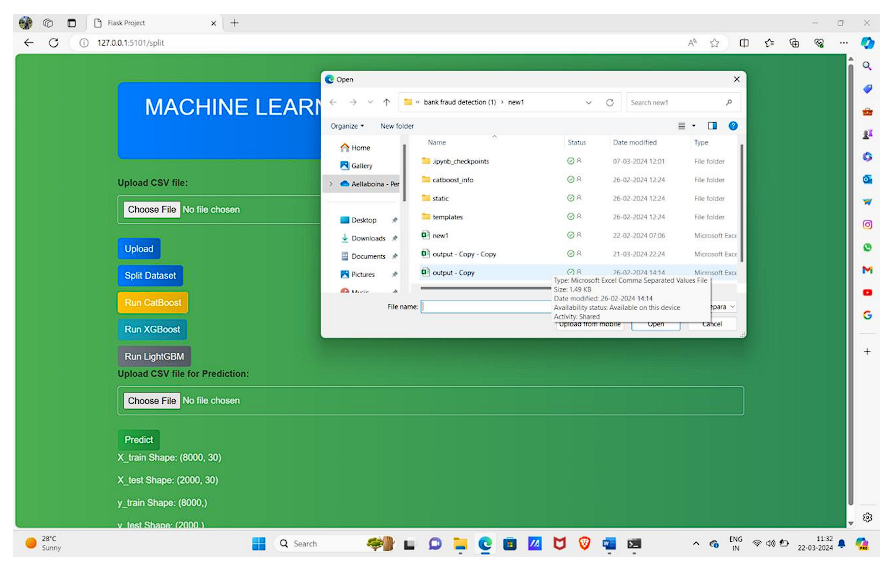 Flask Project
127.0.0.1:5101/split
MACHINE LEARN
Upload CSV file:
Choose File No file chosen
Upload
Split Dataset
Run CatBoost
Run XGBoost
Run LightGBM
Upload CSV file for Prediction:
Choose File No file chosen
Predict
X_train Shape: (8000, 30)
X_test Shape: (2000, 30)
y_train Shape: (8000,)
y_test Shape: (2000,)
Open
bank fraud detection (1) > new1
Search new1
Organize
New folder
Home
Gallery
Aellaboina - Per
Desktop
Downloads
Documents
Pictures
Music
Name Status Date modified Type
.ipynb_checkpoints 07-03-2024 12:01 File folder
catboost_info 26-02-2024 12:24 File folder
static 26-02-2024 12:24 File folder
templates 26-02-2024 12:24 File folder
new1 22-02-2024 07:06 Microsoft Exce
output - Copy - Copy 21-03-2024 22:24 Microsoft Exce
output - Copy 26-02-2024 14:14 Microsoft Exce
Type: Microsoft Excel Comma Separated Values File
Size: 1.49 KB
Date modified: 26-02-2024 14:14
Availability status: Available on this device
Activity: Shared
File name:
epara
Upload from mobile Open Cancel
28°C
Sunny
Search
ENG
IN
11:32
22-03-2024